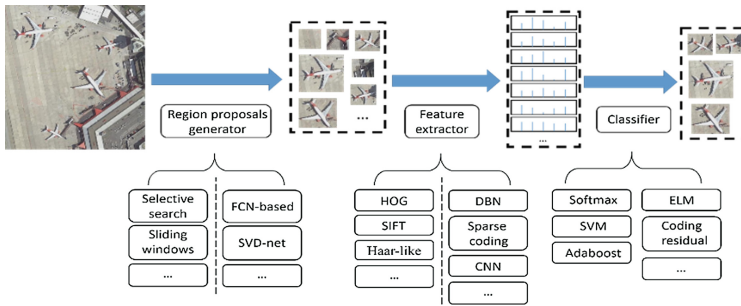 ...
...
Region proposals
generator
Feature
extractor
Classifier
Selective
search
Sliding
windows
...
FCN-based
SVD-net
...
HOG
SIFT
Haar-like
...
DBN
Sparse
coding
CNN
...
Softmax
SVM
Adaboost
ELM
Coding
residual
...